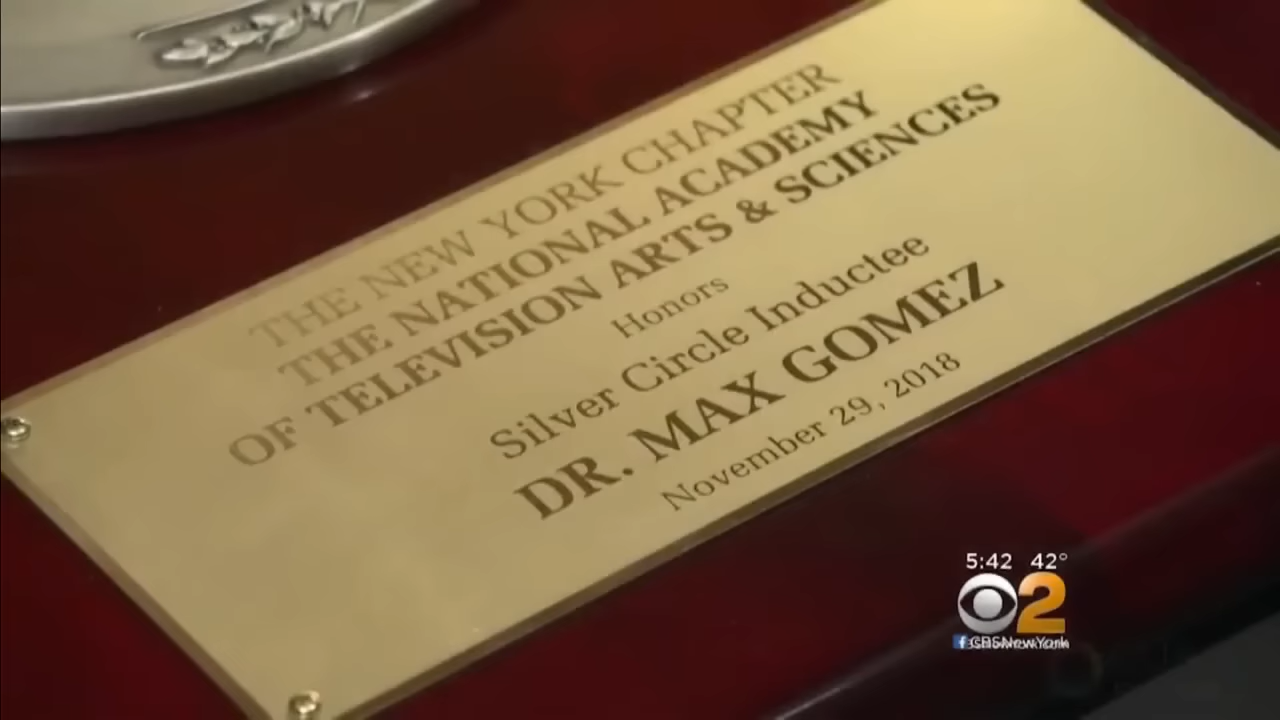 THE NEW YORK CHAPTER
THE NATIONAL ACADEMY
OF TELEVISION ARTS & SCIENCES
Honors
Silver Circle Inductee
DR. MAX GOMEZ
November 29, 2018
5:42 42°
2
CBSNewYork